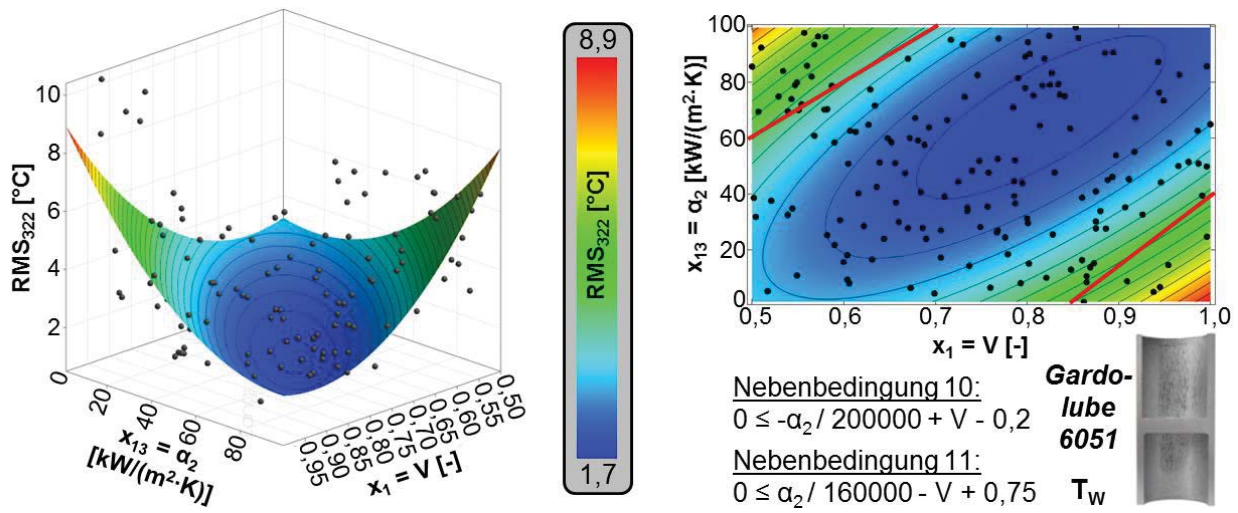 RMS₃₂₂ [°C]
10
8
6
4
2
0
20
40
60
80
x₁₃ = α₂
[kW/(m²·K)]
0,95
0,90
0,85
0,80
0,75
0,70
0,65
0,60
0,55
0,50
x₁ = V [-]
8,9
RMS₃₂₂ [°C]
1,7
x₁₃ = α₂ [kW/(m²·K)]
100
80
60
40
20
0
0,5
0,6
0,7
0,8
0,9
1,0
x₁ = V [-]
Nebenbedingung 10:
0 ≤ -α₂ / 200000 + V - 0,2
Nebenbedingung 11:
0 ≤ α₂ / 160000 - V + 0,75
Gardo-
lube
6051
T_W